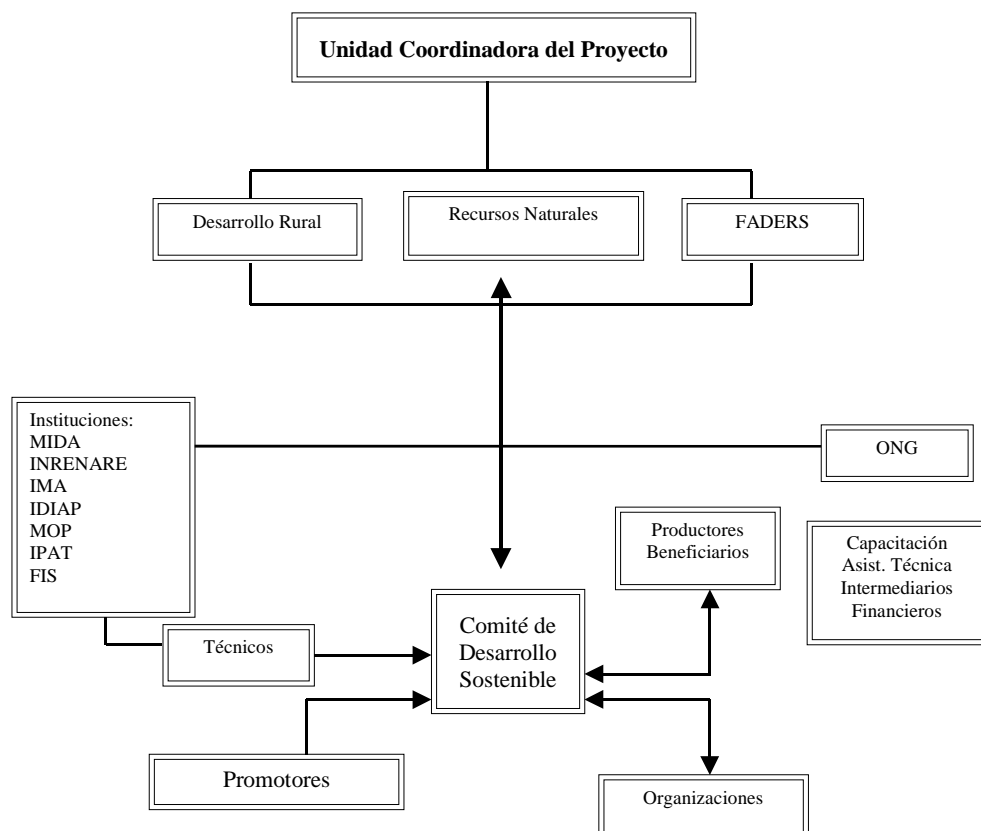 Unidad Coordinadora del Proyecto
Desarrollo Rural
Recursos Naturales
FADERS
Instituciones:
MIDA
INRENARE
IMA
IDIAP
MOP
IPAT
FIS
ONG
Productores
Beneficiarios
Capacitación
Asist. Técnica
Intermediarios
Financieros
Técnicos
Comité de
Desarrollo
Sostenible
Promotores
Organizaciones